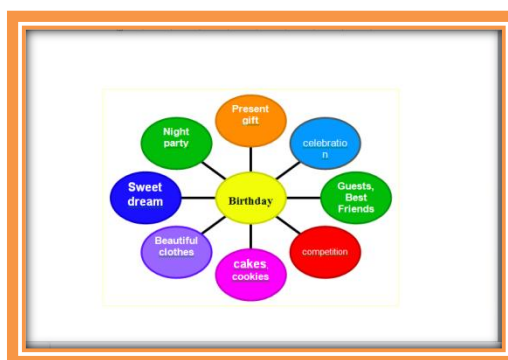 Present
gift
celebratio
n
Guests,
Best
Friends
competition
cakes,
cookies
Beautiful
clothes
Sweet
dream
Night
party
Birthday